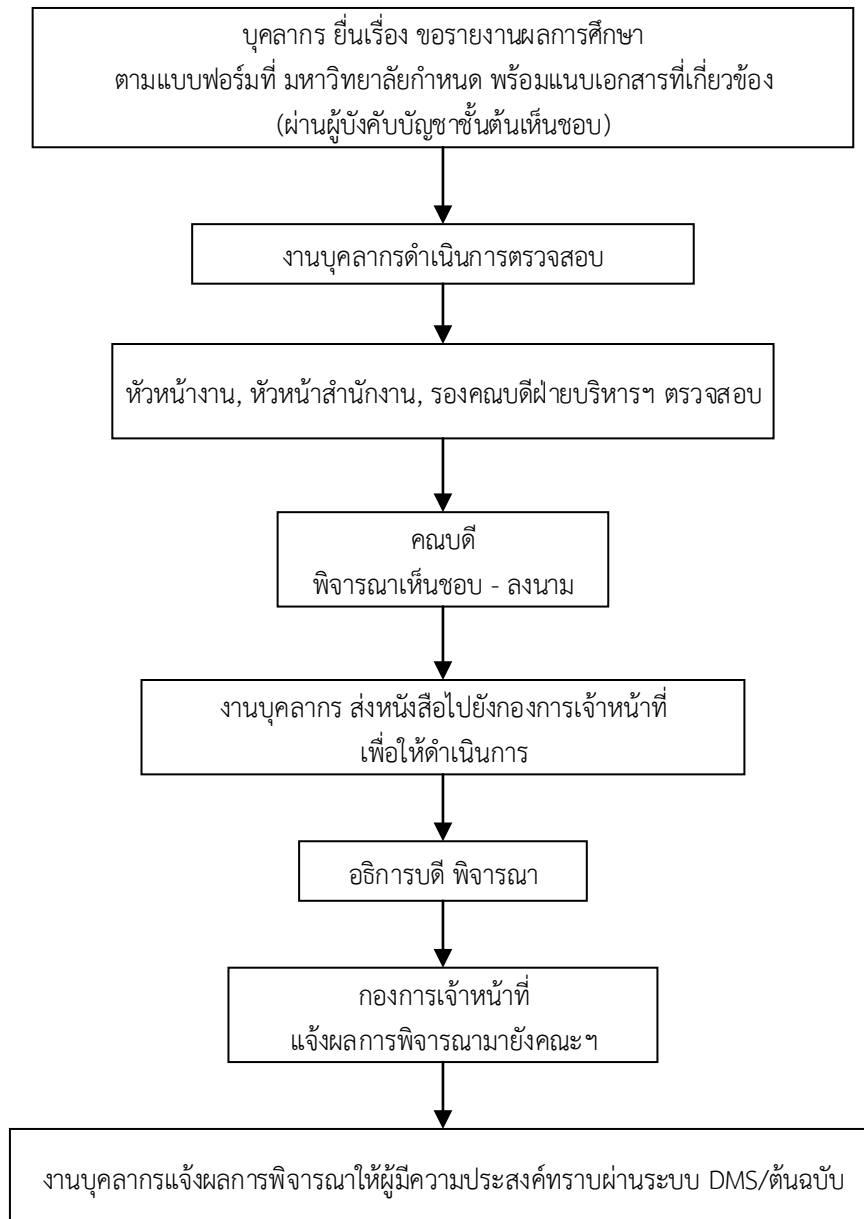 บุคลากร ยื่นเรื่อง ขอรายงานผลการศึกษา
ตามแบบฟอร์มที่ มหาวิทยาลัยกำหนด พร้อมแนบเอกสารที่เกี่ยวข้อง
(ผ่านผู้บังคับบัญชาชั้นต้นเห็นชอบ)
งานบุคลากรดำเนินการตรวจสอบ
หัวหน้างาน, หัวหน้าสำนักงาน, รองคณบดีฝ่ายบริหารฯ ตรวจสอบ
คณบดี
พิจารณาเห็นชอบ - ลงนาม
งานบุคลากร ส่งหนังสือไปยังกองการเจ้าหน้าที่
เพื่อให้ดำเนินการ
อธิการบดี พิจารณา
กองการเจ้าหน้าที่
แจ้งผลการพิจารณามายังคณะฯ
งานบุคลากรแจ้งผลการพิจารณาให้ผู้มีความประสงค์ทราบผ่านระบบ DMS/ต้นฉบับ